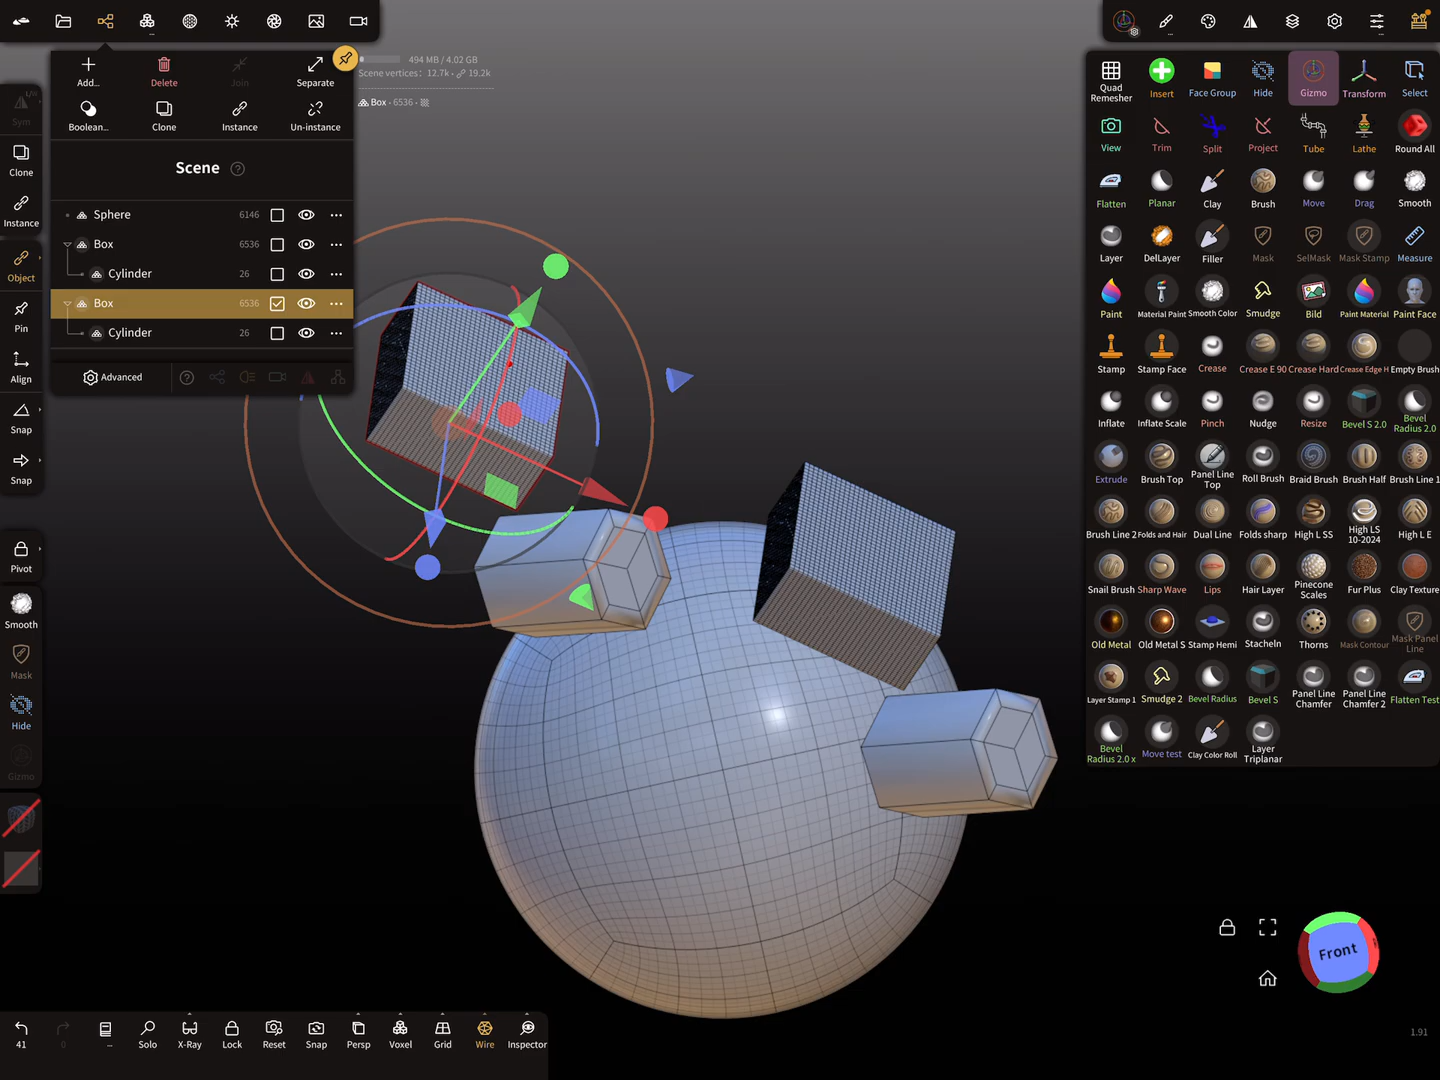 494 MB / 4.02 GB
Scene vertices: 12.7k • 19.2k
Box • 6536 •
Add...
Delete
Join
Separate
Boolean...
Clone
Instance
Un-instance
Scene ?
Sphere 6146 ...
Box 6536 ...
Cylinder 26 ...
Box 6536 ...
Cylinder 26 ...
Advanced ?
Sym
Clone
Instance
Object
Pin
Align
Snap
Snap
Pivot
Smooth
Mask
Hide
Gizmo
Quad Remesher
Insert
Face Group
Hide
Gizmo
Transform
Select
View
Trim
Split
Project
Tube
Lathe
Round All
Flatten
Planar
Clay
Brush
Move
Drag
Smooth
Layer
DelLayer
Filler
Mask
SelMask
Mask Stamp
Measure
Paint
Material Paint
Smooth Color
Smudge
Bild
Paint Material
Paint Face
Stamp
Stamp Face
Crease
Crease E 90
Crease Hard
Crease Edge H
Empty Brush
Inflate
Inflate Scale
Pinch
Nudge
Resize
Bevel S 2.0
Bevel Radius 2.0
Extrude
Brush Top
Panel Line Top
Roll Brush
Braid Brush
Brush Half
Brush Line 1
Brush Line 2
Folds and Hair
Dual Line
Folds sharp
High L SS
High LS 10-2024
High L E
Snail Brush
Sharp Wave
Lips
Hair Layer
Pinecone Scales
Fur Plus
Clay Texture
Old Metal
Old Metal S
Stamp Hemi
Stacheln
Thorns
Mask Contour
Mask Panel Line
Layer Stamp 1
Smudge 2
Bevel Radius
Bevel S
Panel Line Chamfer
Panel Line Chamfer 2
Flatten Test
Bevel Radius 2.0 x
Move test
Clay Color Roll
Layer Triplanar
Front
1.91
41
0
...
Solo
X-Ray
Lock
Reset
Snap
Persp
Voxel
Grid
Wire
Inspector